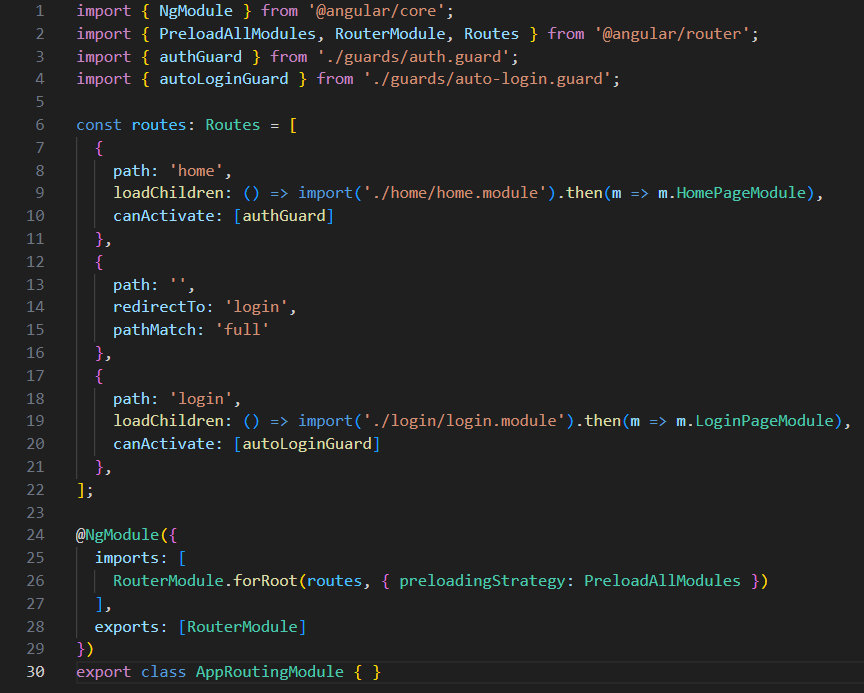 1 import { NgModule } from '@angular/core';
2 import { PreloadAllModules, RouterModule, Routes } from '@angular/router';
3 import { authGuard } from './guards/auth.guard';
4 import { autoLoginGuard } from './guards/auto-login.guard';
5
6 const routes: Routes = [
7   {
8     path: 'home',
9     loadChildren: () => import('./home/home.module').then(m => m.HomePageModule),
10     canActivate: [authGuard]
11   },
12   {
13     path: '',
14     redirectTo: 'login',
15     pathMatch: 'full'
16   },
17   {
18     path: 'login',
19     loadChildren: () => import('./login/login.module').then(m => m.LoginPageModule),
20     canActivate: [autoLoginGuard]
21   },
22 ];
23
24 @NgModule({
25   imports: [
26     RouterModule.forRoot(routes, { preloadingStrategy: PreloadAllModules })
27   ],
28   exports: [RouterModule]
29 })
30 export class AppRoutingModule { }